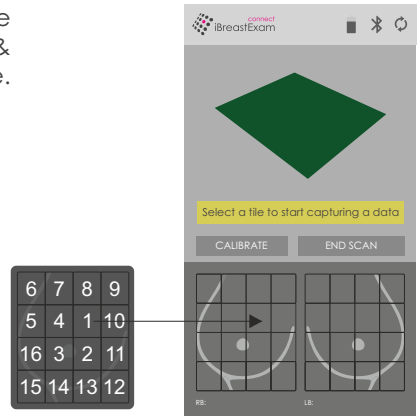 e
&
e.
connect
iBreastExam
Select a tile to start capturing a data
CALIBRATE
END SCAN
6 7 8 9
5 4 1 10
16 3 2 11
15 14 13 12
RB:
LB: